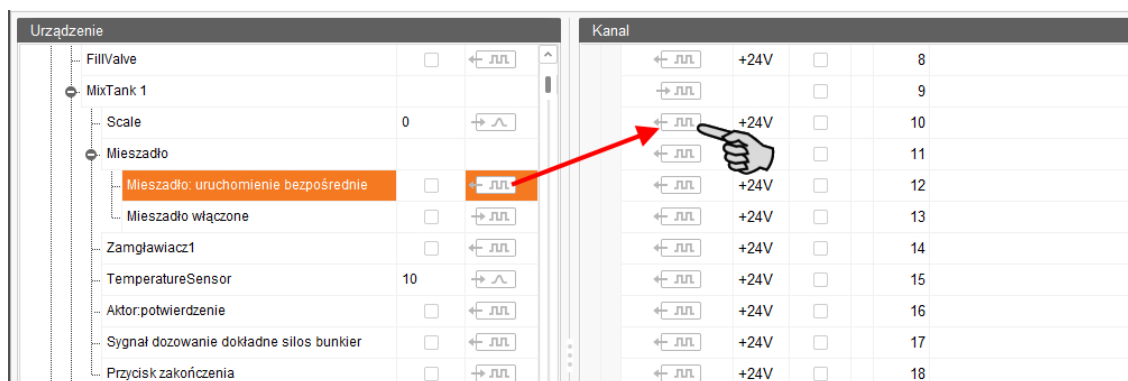 Urządzenie Kanal
FillValve +24V 8
MixTank 1 9
Scale 0 +24V 10
Mieszadło 11
Mieszadło: uruchomienie bezpośrednie +24V 12
Mieszadło włączone +24V 13
Zamgławiacz1 +24V 14
TemperatureSensor 10 +24V 15
Aktor:potwierdzenie +24V 16
Sygnał dozowanie dokładne silos bunkier +24V 17
Przycisk zakończenia +24V 18